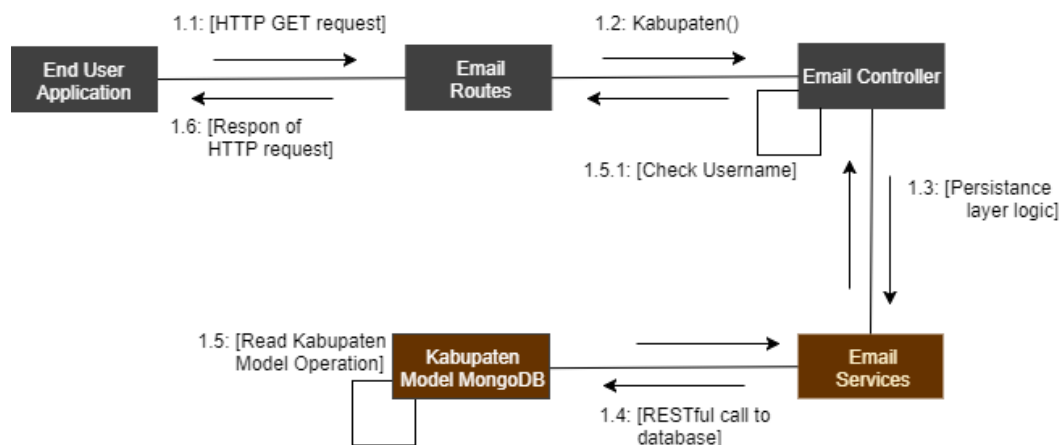 1.1: [HTTP GET request]
1.2: Kabupaten()
End User
Application
Email
Routes
Email Controller
1.6: [Respon of
HTTP request]
1.5.1: [Check Username]
1.3: [Persistance
layer logic]
1.5: [Read Kabupaten
Model Operation]
Kabupaten
Model MongoDB
Email
Services
1.4: [RESTful call to
database]